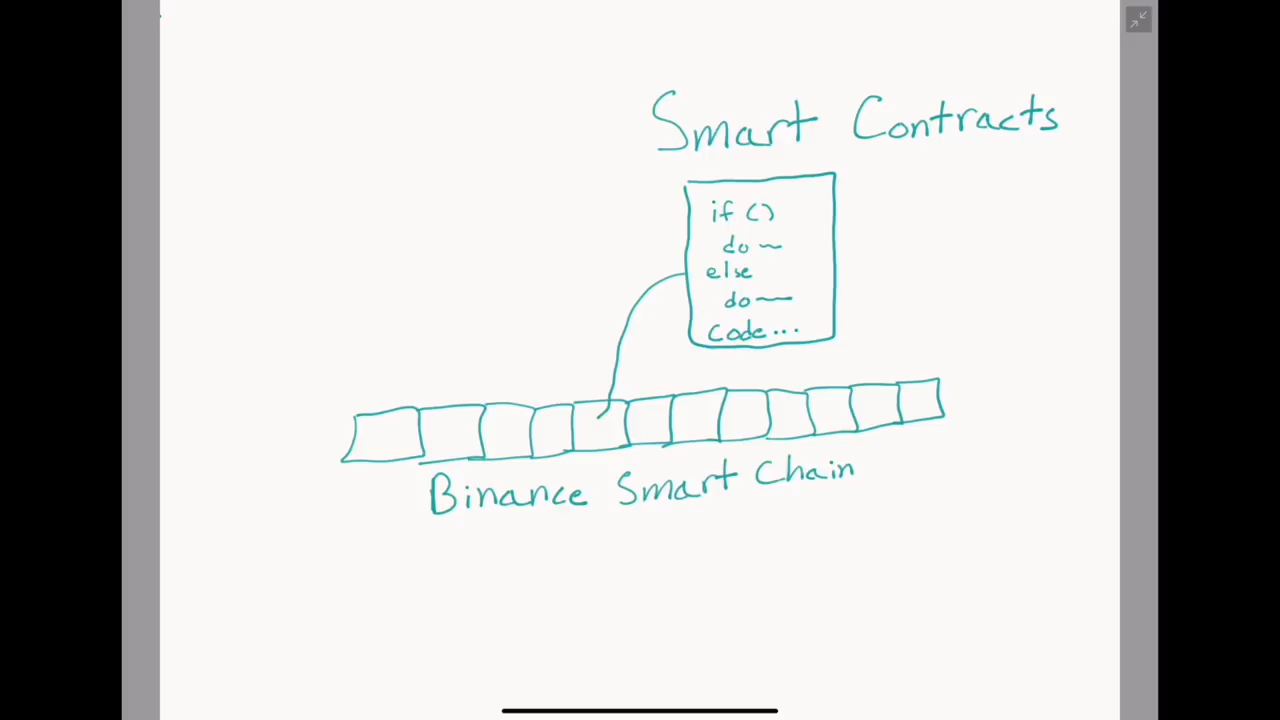 Smart Contracts
if ()
do ~
else
do —
Code...
Binance Smart Chain